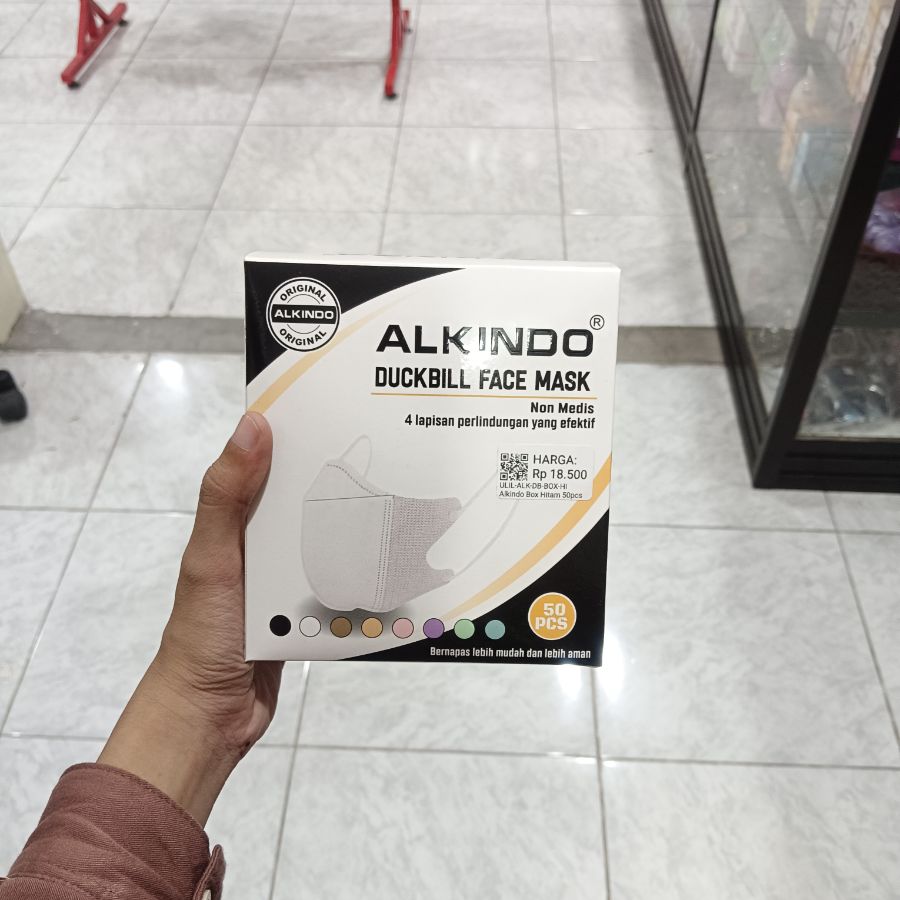 ORIGINAL
ALKINDO
ORIGINAL
ALKINDO®
DUCKBILL FACE MASK
Non Medis
4 lapisan perlindungan yang efektif
HARGA:
Rp 18.500
ULIL-ALK-DB-BOX-HI
Alkindo Box Hitam 50pcs
50
PCS
Bernapas lebih mudah dan lebih aman